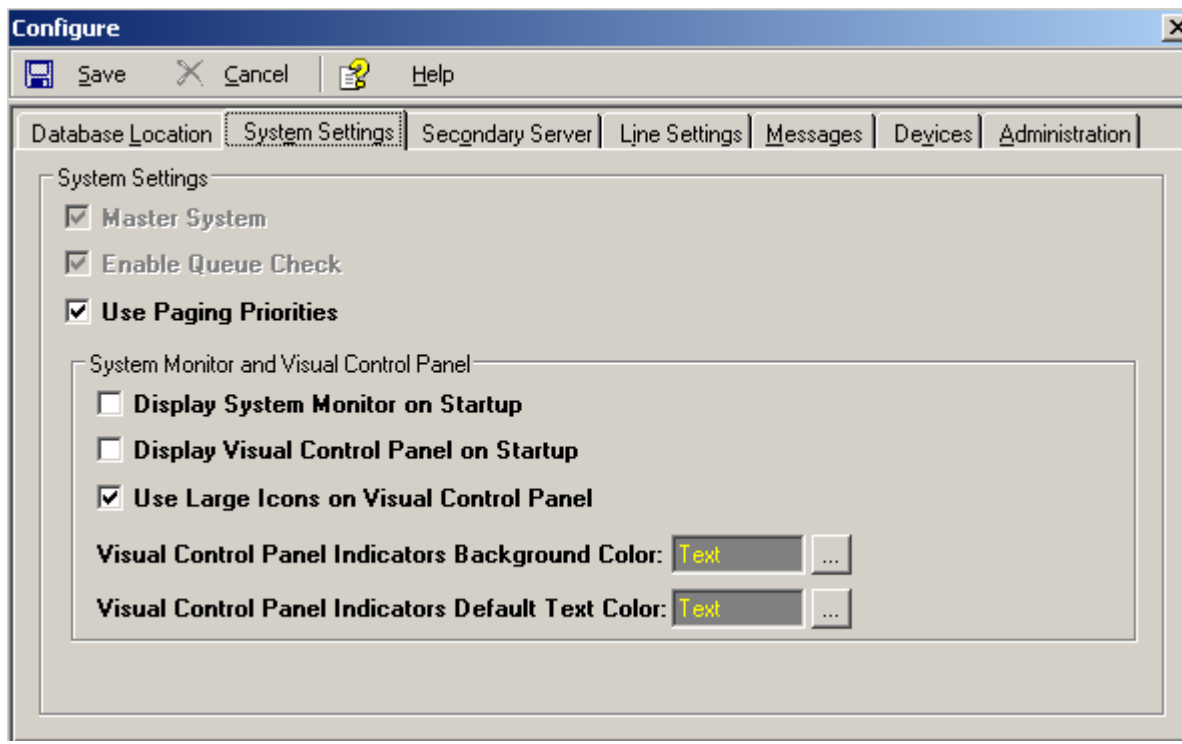 Configure
Save Cancel Help
Database Location System Settings Secondary Server Line Settings Messages Devices Administration
System Settings
Master System
Enable Queue Check
Use Paging Priorities
System Monitor and Visual Control Panel
Display System Monitor on Startup
Display Visual Control Panel on Startup
Use Large Icons on Visual Control Panel
Visual Control Panel Indicators Background Color: Text ...
Visual Control Panel Indicators Default Text Color: Text ...